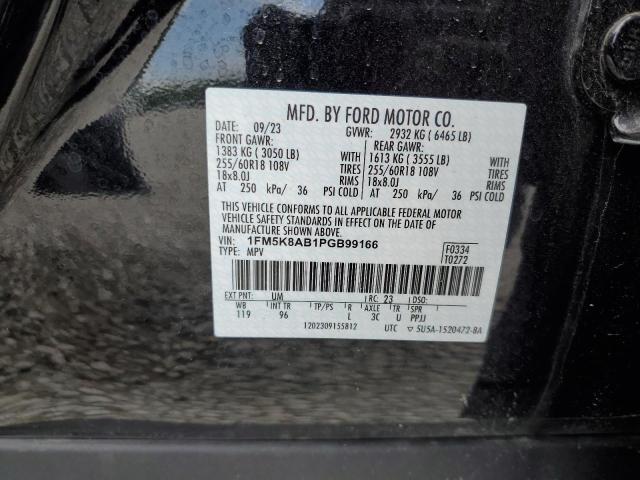 MFD. BY FORD MOTOR CO.
DATE: 09/23 GVWR: 2932 KG ( 6465 LB)
FRONT GAWR: REAR GAWR:
1383 KG ( 3050 LB) WITH 1613 KG ( 3555 LB) WITH
255/60R18 108V TIRES 255/60R18 108V TIRES
18x8.0J RIMS 18x8.0J RIMS
AT 250 kPa/ 36 PSI COLD AT 250 kPa/ 36 PSI COLD
THIS VEHICLE CONFORMS TO ALL APPLICABLE FEDERAL MOTOR
VEHICLE SAFETY STANDARDS IN EFFECT ON THE DATE OF
MANUFACTURE SHOWN ABOVE.
VIN: 1FM5K8AB1PGB99166 F0334
TYPE: MPV T0272
EXT PNT: UM RC: 23 DSO:
WB INT TR TP/PS R AXLE TR SPR
119 96 L 3C U PPJJ
1202309155812 UTC ▽ 5U5A-1520472-8A